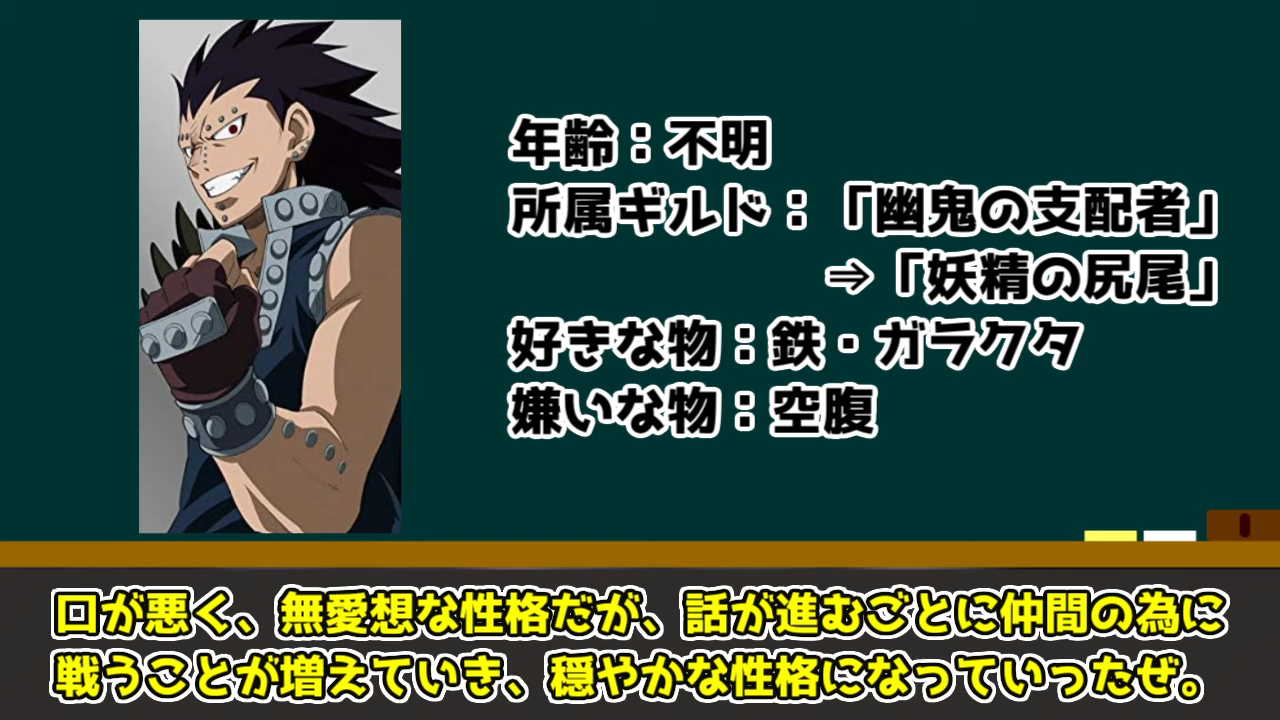 年齢：不明
所属ギルド：「幽鬼の支配者」
⇒「妖精の尻尾」
好きな物：鉄・ガラクタ
嫌いな物：空腹
口が悪く、無愛想な性格だが、話が進むごとに仲間の為に
戦うことが増えていき、穏やかな性格になっていったぜ。